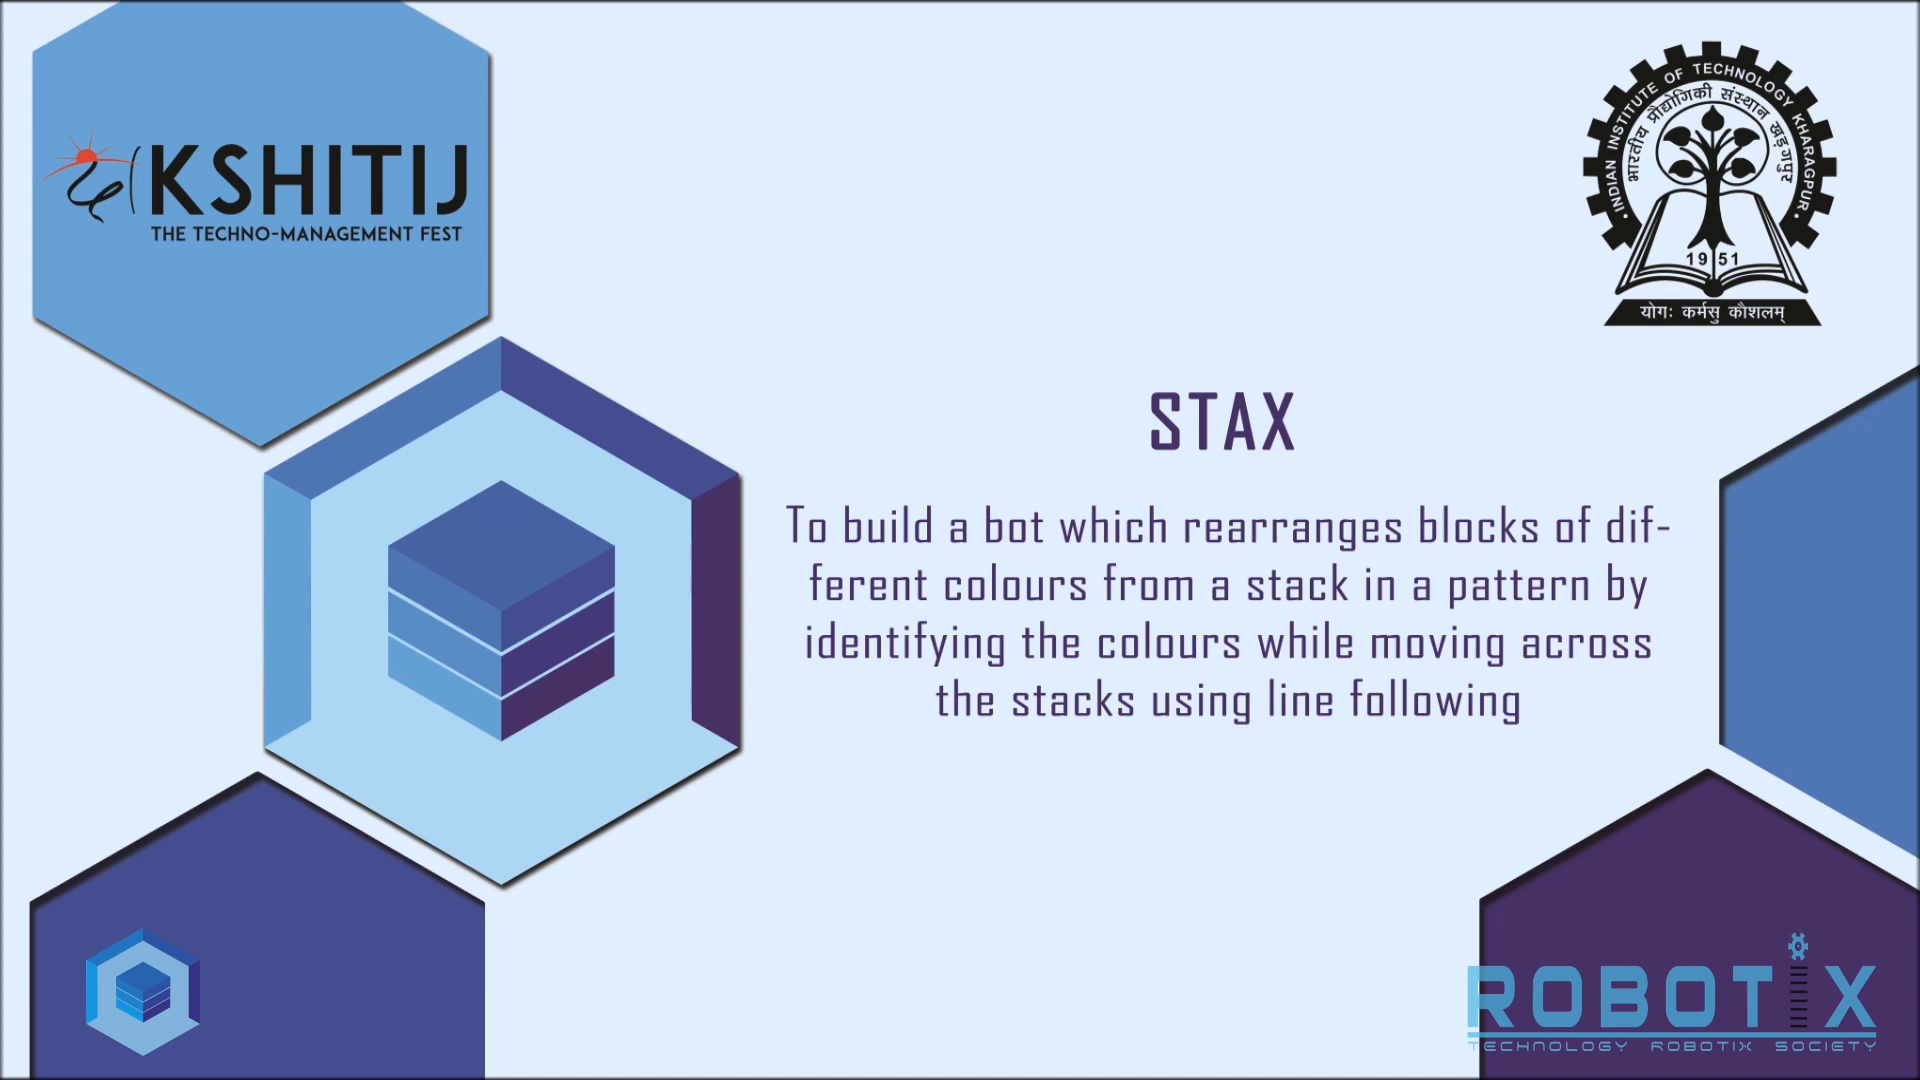 KSHITIJ
THE TECHNO-MANAGEMENT FEST
• INDIAN INSTITUTE OF TECHNOLOGY KHARAGPUR •
भारतीय प्रौद्योगिकी संस्थान खड़गपुर
19 51
योगः कर्मसु कौशलम्
STAX
To build a bot which rearranges blocks of dif-
ferent colours from a stack in a pattern by
identifying the colours while moving across
the stacks using line following
ROBOTIX
TECHNOLOGY ROBOTIX SOCIETY